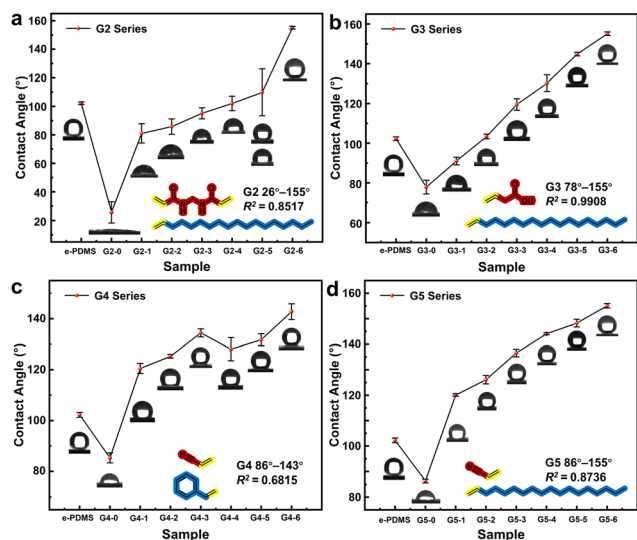 a
G2 Series
160
140
120
100
80
60
40
20
Contact Angle (°)
G2 26°–155°
R² = 0.8517
e-PDMS G2-0 G2-1 G2-2 G2-3 G2-4 G2-5 G2-6
Sample
b
G3 Series
160
140
120
100
80
60
Contact Angle (°)
O
OH
G3 78°–155°
R² = 0.9908
e-PDMS G3-0 G3-1 G3-2 G3-3 G3-4 G3-5 G3-6
Sample
c
G4 Series
160
140
120
100
80
Contact Angle (°)
G4 86°–143°
R² = 0.6815
e-PDMS G4-0 G4-1 G4-2 G4-3 G4-4 G4-5 G4-6
Sample
d
G5 Series
160
140
120
100
80
Contact Angle (°)
G5 86°–155°
R² = 0.8736
e-PDMS G5-0 G5-1 G5-2 G5-3 G5-4 G5-5 G5-6
Sample